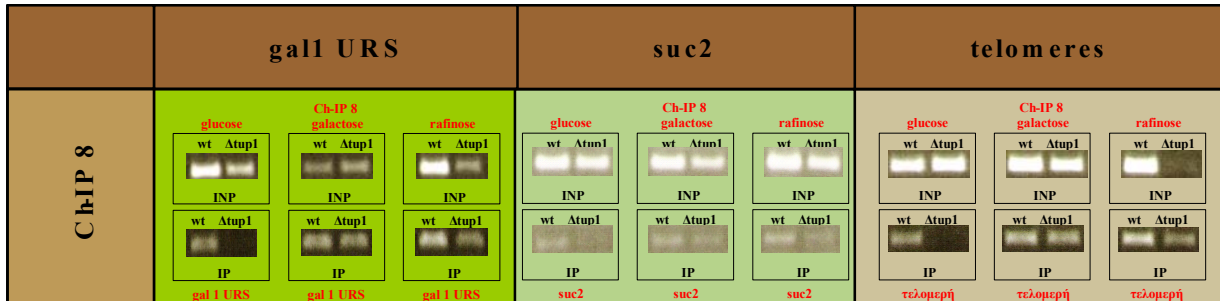 gal1 URS suc2 telomeres
Ch-IP 8
Ch-IP 8 Ch-IP 8 Ch-IP 8
glucose galactose rafinose glucose galactose rafinose glucose galactose rafinose
wt Δtup1 wt Δtup1 wt Δtup1 wt Δtup1 wt Δtup1 wt Δtup1 wt Δtup1 wt Δtup1 wt Δtup1
INP INP INP INP INP INP INP INP INP
wt Δtup1 wt Δtup1 wt Δtup1 wt Δtup1 wt Δtup1 wt Δtup1 wt Δtup1 wt Δtup1 wt Δtup1
IP IP IP IP IP IP IP IP IP
gal 1 URS gal 1 URS gal 1 URS suc2 suc2 suc2 τελομερή τελομερή τελομερή